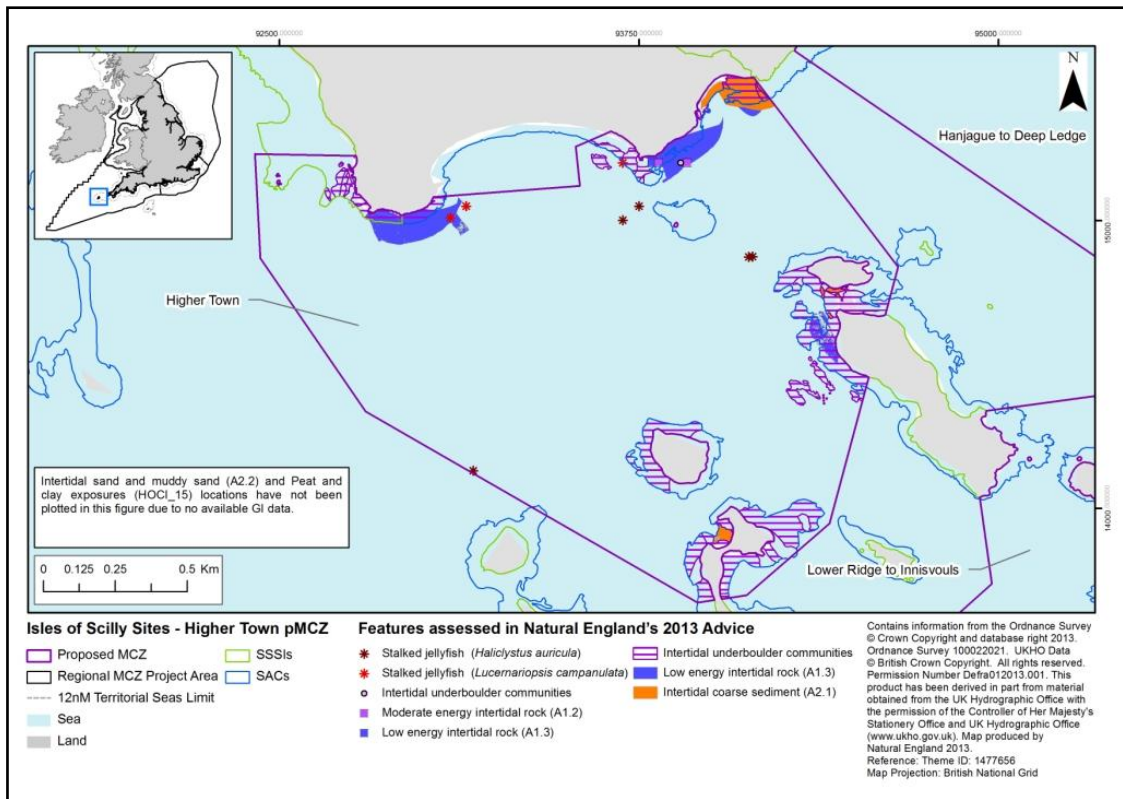 92500.000000
93750.000000
95000.000000
N
Hanjague to Deep Ledge
15000.000000
Higher Town
Intertidal sand and muddy sand (A2.2) and Peat and
clay exposures (HOCI_15) locations have not been
plotted in this figure due to no available GI data.
14000.000000
0 0.125 0.25 0.5 Km
Lower Ridge to Innisvouls
Isles of Scilly Sites - Higher Town pMCZ
Proposed MCZ
Regional MCZ Project Area
12nM Territorial Seas Limit
Sea
Land
SSSIs
SACs
Features assessed in Natural England's 2013 Advice
Stalked jellyfish (Haliclystus auricula)
Stalked jellyfish (Lucernariopsis campanulata)
Intertidal underboulder communities
Moderate energy intertidal rock (A1.2)
Low energy intertidal rock (A1.3)
Intertidal underboulder communities
Low energy intertidal rock (A1.3)
Intertidal coarse sediment (A2.1)
Contains information from the Ordnance Survey
© Crown Copyright and database right 2013.
Ordnance Survey 100022021. UKHO Data
© British Crown Copyright. All rights reserved.
Permission Number Defra012013.001. This
product has been derived in part from material
obtained from the UK Hydrographic Office with
the permission of the Controller of Her Majesty's
Stationery Office and UK Hydrographic Office
(www.ukho.gov.uk). Map produced by
Natural England 2013.
Reference: Theme ID: 1477656
Map Projection: British National Grid